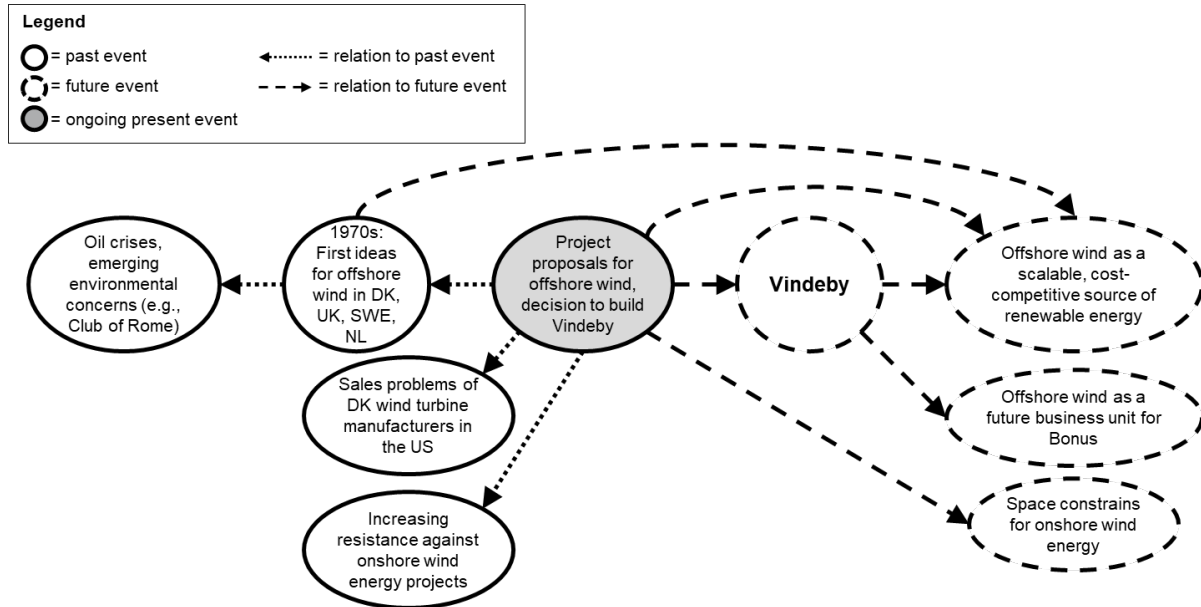 Legend
= past event
= relation to past event
= future event
= relation to future event
= ongoing present event
Oil crises,
emerging
environmental
concerns (e.g.,
Club of Rome)
1970s:
First ideas
for offshore
wind in DK,
UK, SWE,
NL
Project
proposals for
offshore wind,
decision to build
Vindeby
Vindeby
Offshore wind as
a
scalable, cost-
competitive source of
renewable energy
Sales problems of
DK wind turbine
manufacturers in
the US
Offshore wind as a
future business unit for
Bonus
Increasing
resistance against
onshore wind
energy projects
Space constrains
for onshore wind
energy